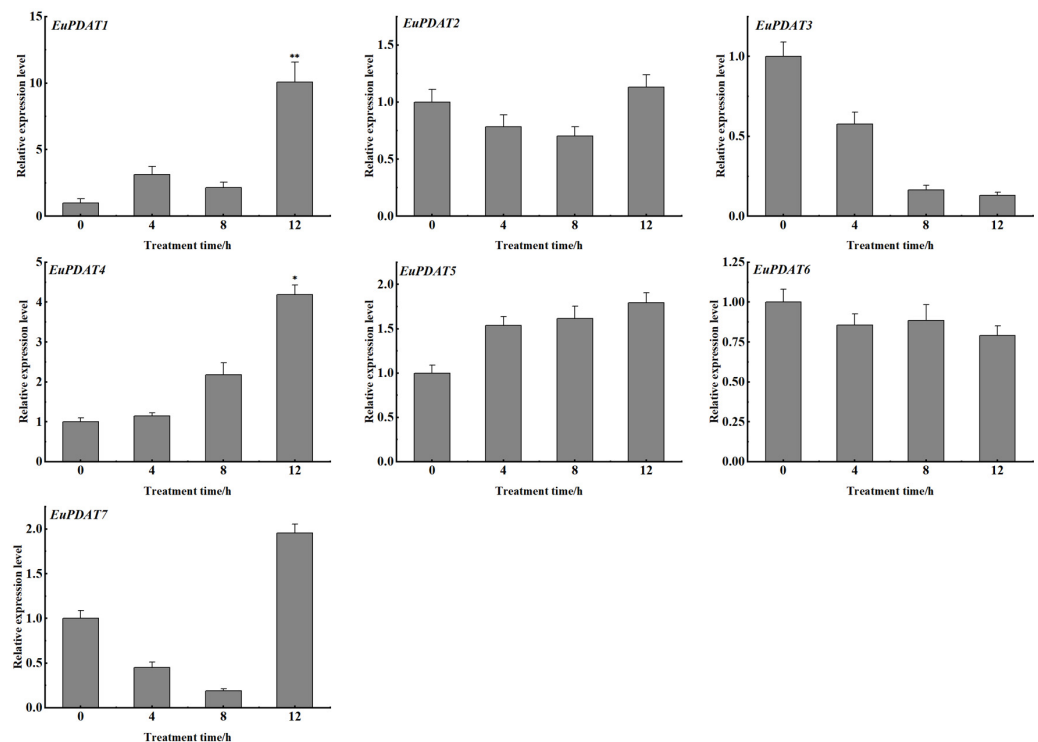 EuPDAT1
Relative expression level
15
10
5
0
**
0 4 8 12
Treatment time/h
EuPDAT2
Relative expression level
1.5
1.0
0.5
0.0
0 4 8 12
Treatment time/h
EuPDAT3
Relative expression level
1.0
0.5
0.0
0 4 8 12
Treatment time/h
EuPDAT4
Relative expression level
5
4
3
2
1
0
*
0 4 8 12
Treatment time/h
EuPDAT5
Relative expression level
2.0
1.5
1.0
0.5
0.0
0 4 8 12
Treatment time/h
EuPDAT6
Relative expression level
1.25
1.00
0.75
0.50
0.25
0.00
0 4 8 12
Treatment time/h
EuPDAT7
Relative expression level
2.0
1.5
1.0
0.5
0.0
0 4 8 12
Treatment time/h